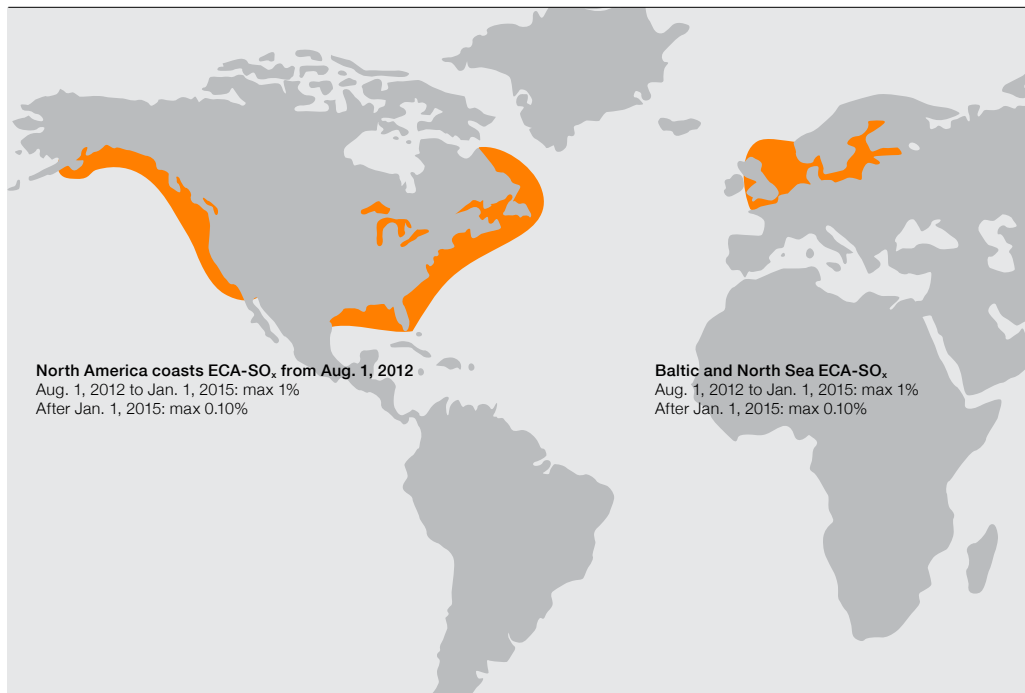 North America coasts ECA-SOₓ from Aug. 1, 2012
Aug. 1, 2012 to Jan. 1, 2015: max 1%
After Jan. 1, 2015: max 0.10%
Baltic and North Sea ECA-SOₓ
Aug. 1, 2012 to Jan. 1, 2015: max 1%
After Jan. 1, 2015: max 0.10%